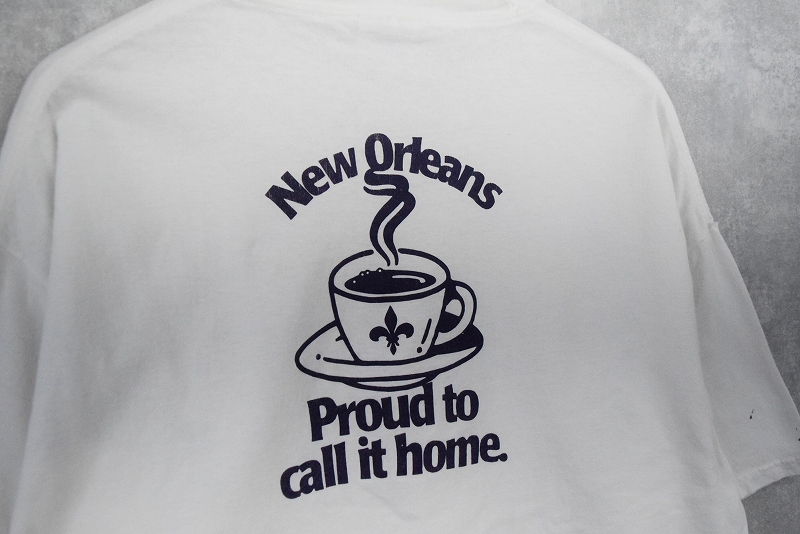 New Orleans
Proud to
call it home.